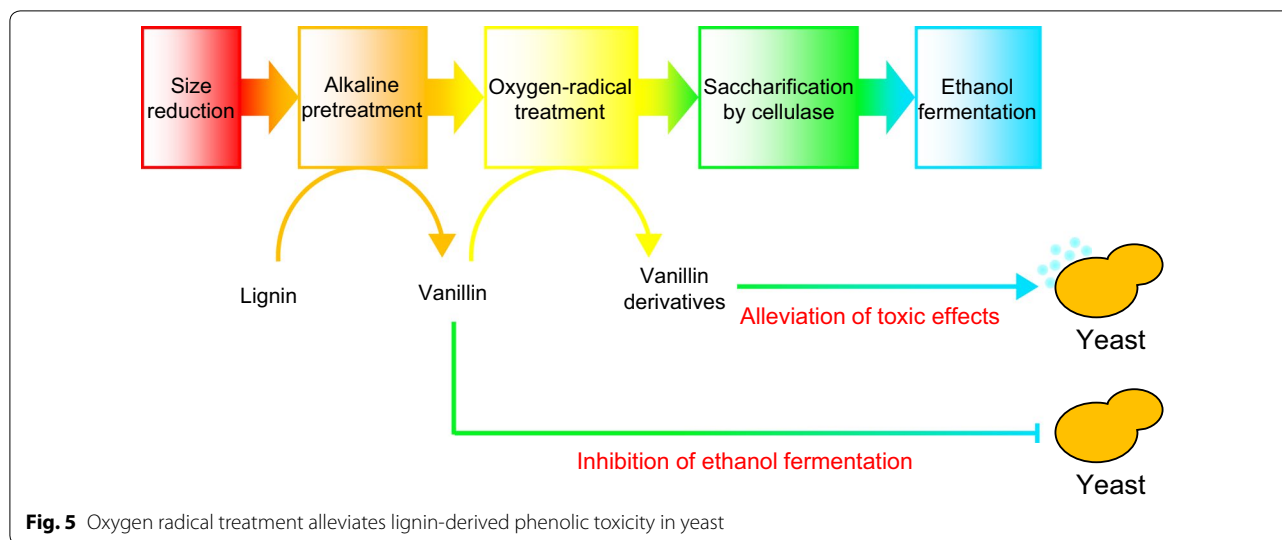 Size
reduction
Alkaline
pretreatment
Oxygen-radical
treatment
Saccharification
by cellulase
Ethanol
fermentation
Lignin
Vanillin
Vanillin
derivatives
Alleviation of toxic effects
Yeast
Inhibition of ethanol fermentation
Yeast
Fig. 5 Oxygen radical treatment alleviates lignin-derived phenolic toxicity in yeast